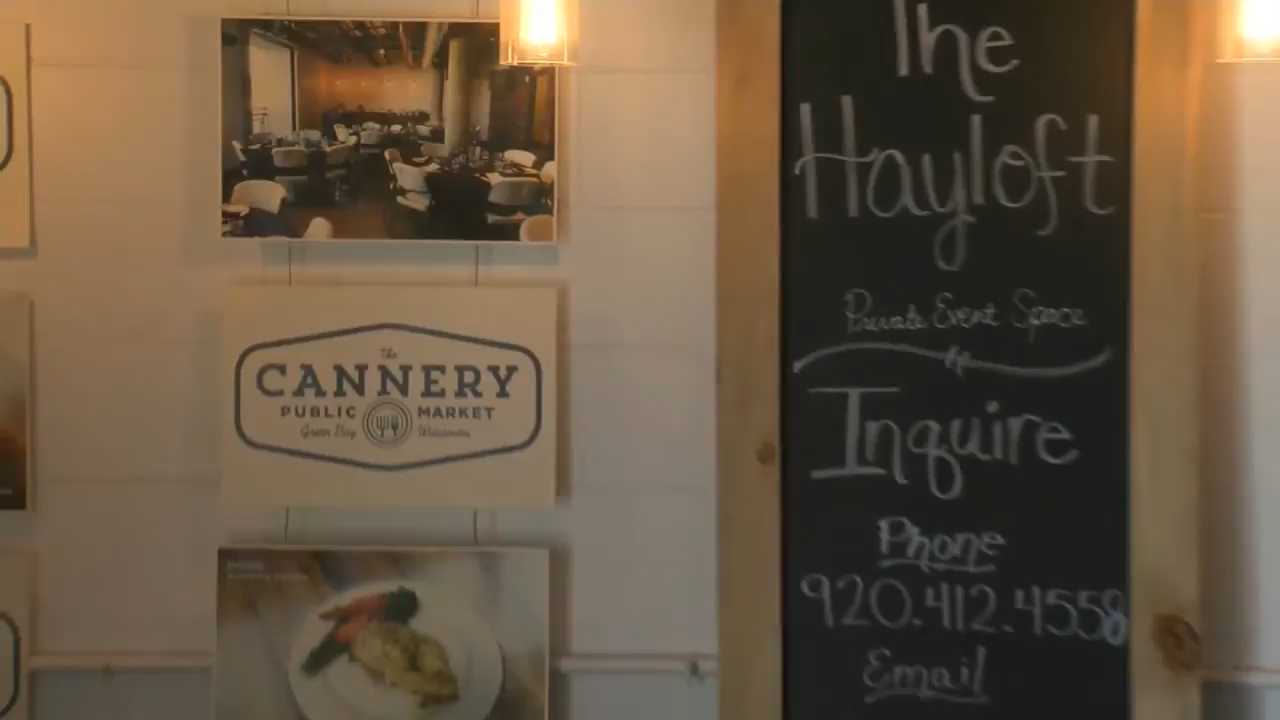 The
CANNERY
PUBLIC MARKET
Green Bay Wisconsin
The
Hayloft
Private Event Space
Inquire
Phone
920.412.4558
Email